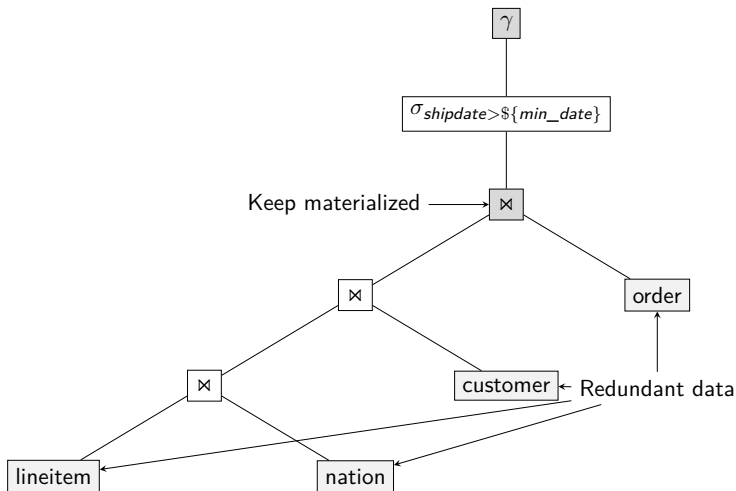 γ
σshipdate>${min_date}
Keep materialized
⋈
⋈
order
⋈
customer
Redundant data
lineitem
nation